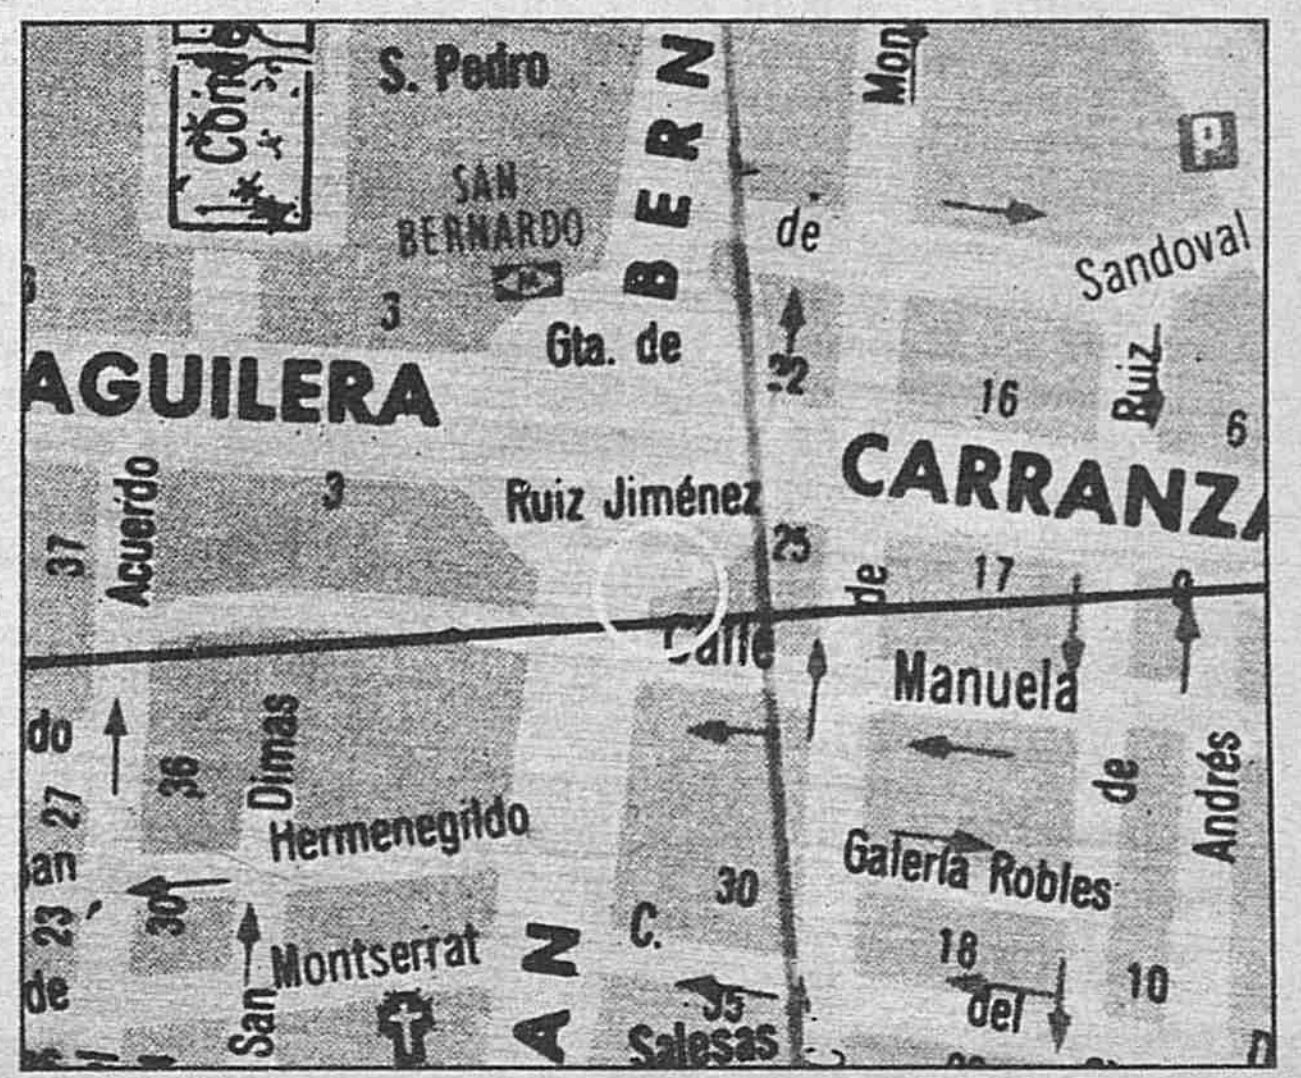 Conde
S. Pedro
BERN
Mon
P
SAN
BERNARDO
de
Sandoval
3
Gta. de
22
16
Ruiz
6
AGUILERA
CARRANZA
Acuerdo
3
Ruiz Jiménez
37
25
de
17
9
Calle
Manuela
do
36
Dimas
de
Andrés
27
Hermenegildo
Galería Robles
an
30
30
23
C.
18
Montserrat
AN
10
de
San
35
del
Salesas